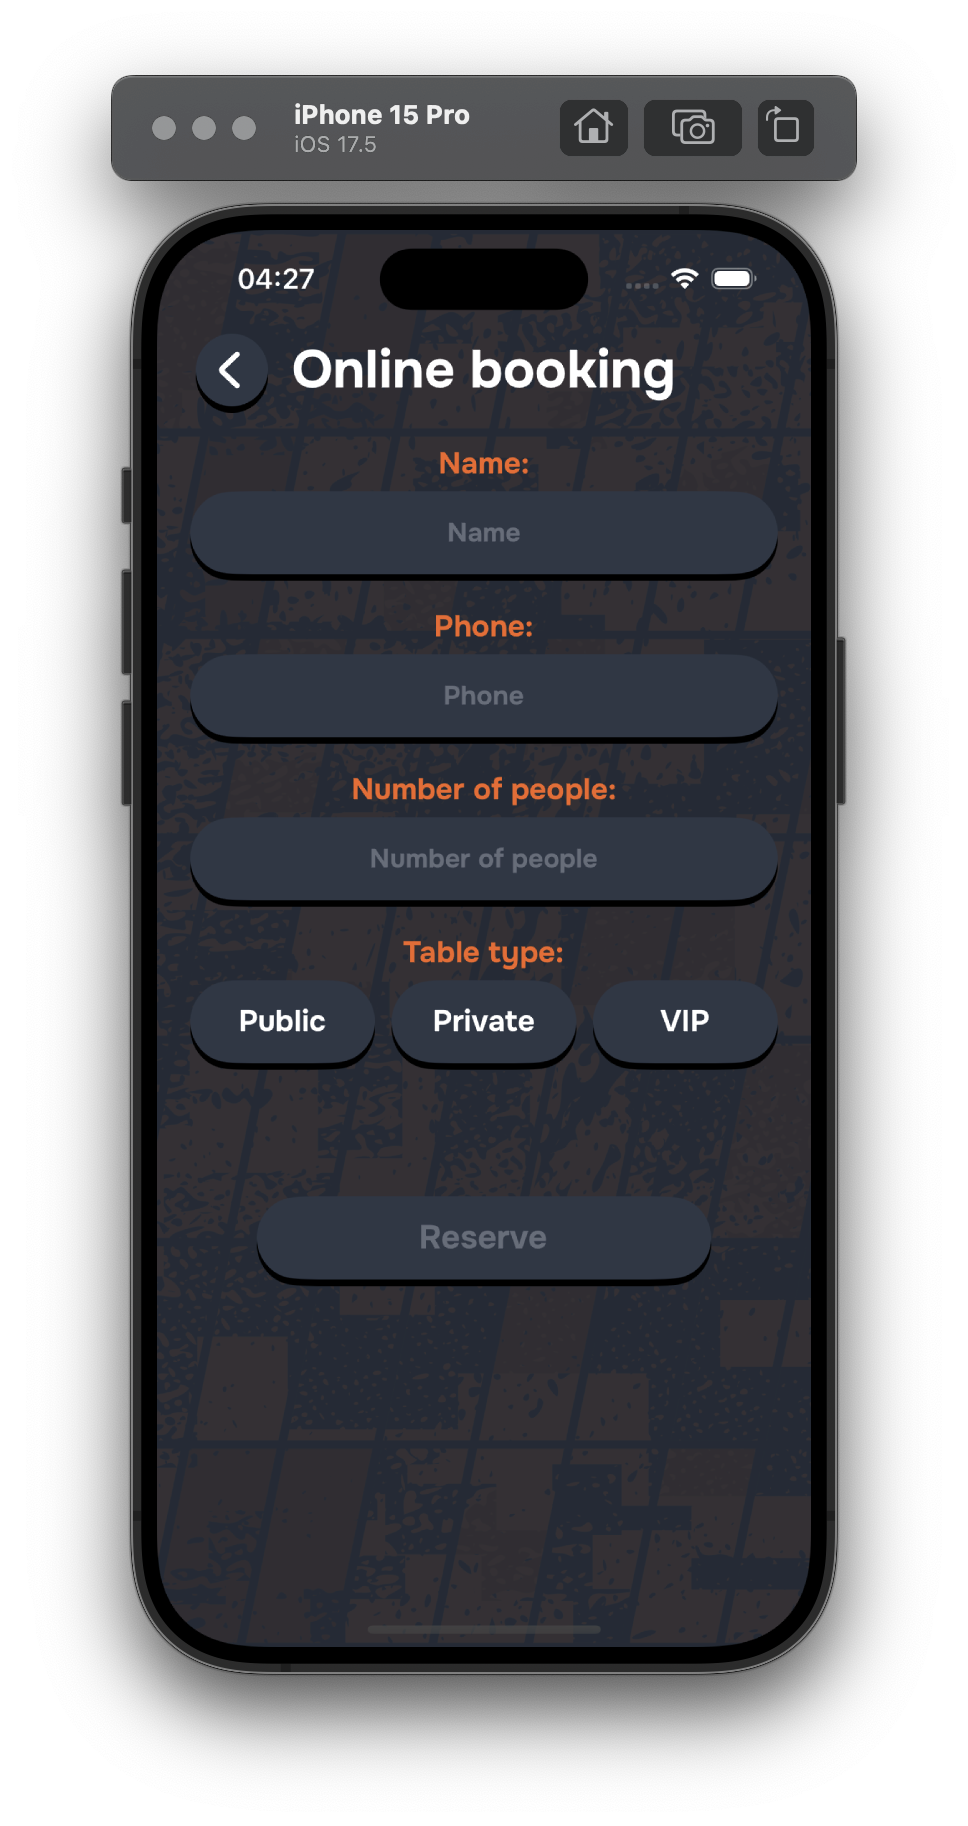 iPhone 15 Pro
iOS 17.5
04:27
Online booking
Name:
Name
Phone:
Phone
Number of people:
Number of people
Table type:
Public Private VIP
Reserve